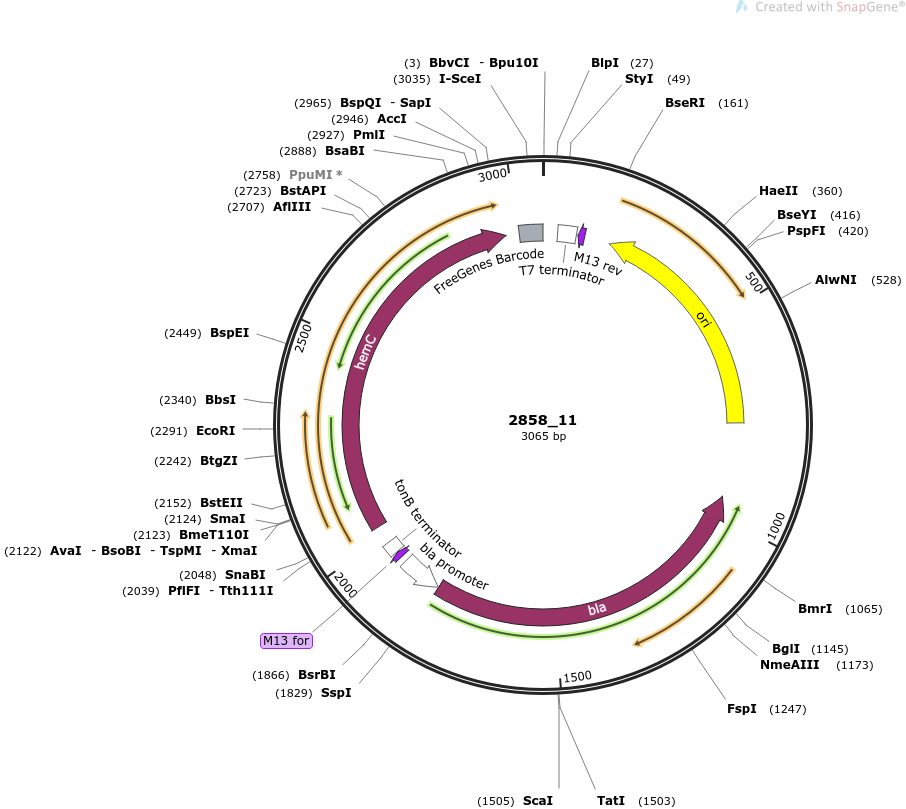 Created with SnapGene®
(3) BbvCI - Bpu10I
BlpI (27)
(3035) I-SceI
StyI (49)
(2965) BspQI - SapI
BseRI (161)
(2946) AccI
(2927) PmlI
(2888) BsaBI
(2758) PpuMI *
(2723) BstAPI
(2707) AflIII
HaeII (360)
BseYI (416)
PspFI (420)
AlwNI (528)
3000
500
FreeGenes Barcode
T7 terminator
M13 rev
ori
2500
hemC
(2449) BspEI
(2340) BbsI
(2291) EcoRI
(2242) BtgZI
2858_11
3065 bp
(2152) BstEII
(2124) SmaI
(2123) BmeT110I
(2122) AvaI - BsoBI - TspMI - XmaI
(2048) SnaBI
(2039) PflFI - Tth111I
tonB terminator
bla promoter
bla
1000
2000
M13 for
BmrI (1065)
BglI (1145)
NmeAIII (1173)
FspI (1247)
(1866) BsrBI
(1829) SspI
1500
(1505) ScaI
TatI (1503)